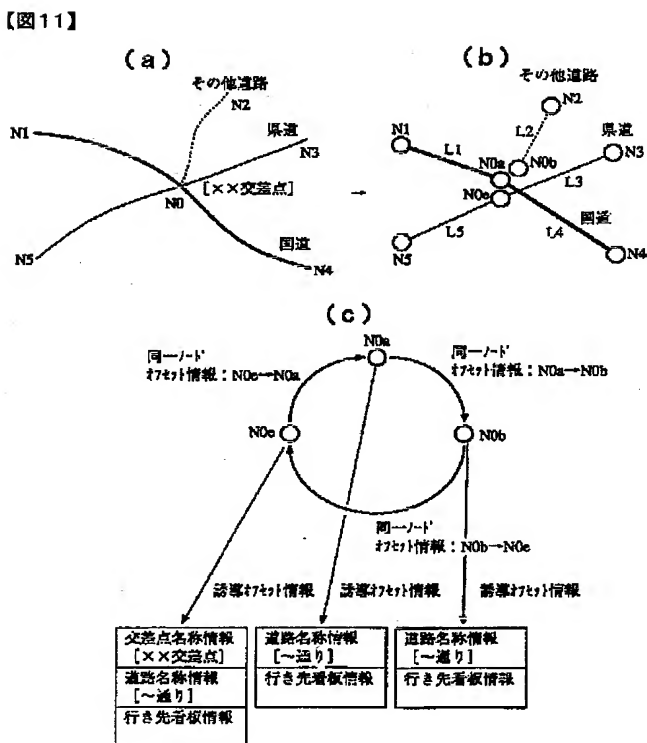 【図11】
(a)
その他道路
N2
N1
県道
N3
[××交差点]
N0
国道
N5
N4
→
(b)
その他道路
N2
N1
L2
県道
L1
N0a
N0b
N3
N0e
L3
国道
L5
L4
N5
N4
(c)
N0a
同一ノード
オフセット情報：N0e→N0a
同一ノード
オフセット情報：N0a→N0b
N0e
N0b
同一ノード
オフセット情報：N0b→N0e
誘導オフセット情報
誘導オフセット情報
誘導オフセット情報
交差点名称情報
[××交差点]
道路名称情報
[～通り]
行き先看板情報
道路名称情報
[～通り]
行き先看板情報
道路名称情報
[～通り]
行き先看板情報